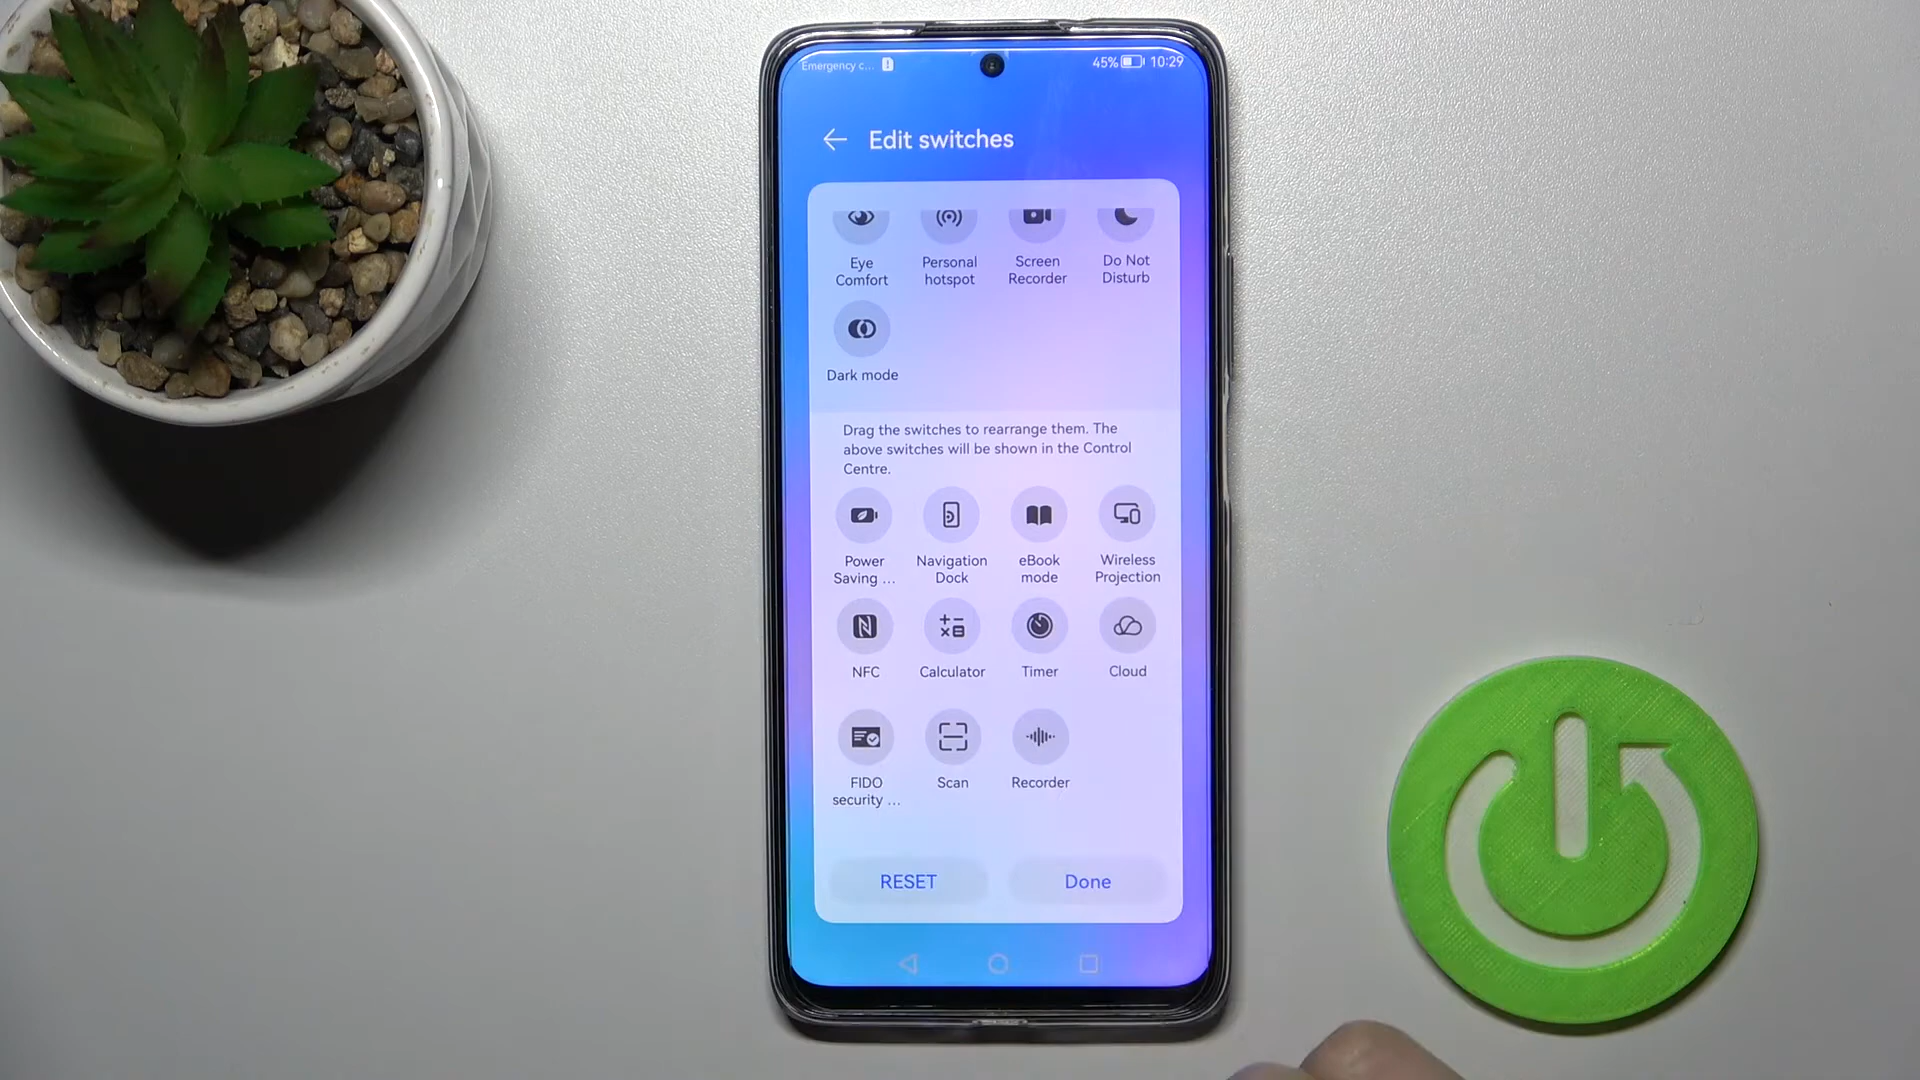 Emergency c...
45% 10:29
Edit switches
Eye Comfort
Personal hotspot
Screen Recorder
Do Not Disturb
Dark mode
Drag the switches to rearrange them. The
above switches will be shown in the Control
Centre.
Power Saving ...
Navigation Dock
eBook mode
Wireless Projection
NFC
Calculator
Timer
Cloud
FIDO security ...
Scan
Recorder
RESET
Done